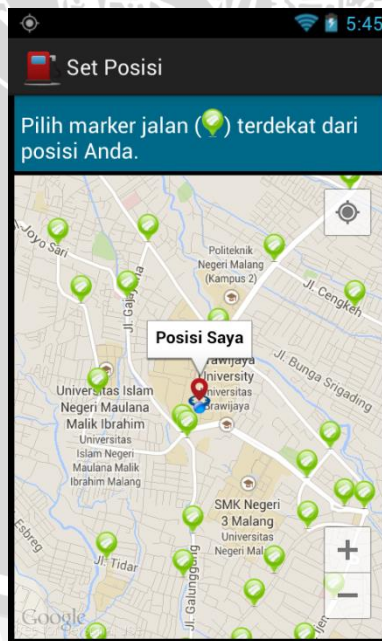 5:45
Set Posisi
Pilih marker jalan ( ) terdekat dari
posisi Anda.
Joyo Sari
Jl. Gajayana
Politeknik
Negeri Malang
(Kampus 2)
Jl. Cengkeh
Posisi Saya
Brawijaya
University
Universitas
Brawijaya
Jl. Bunga Srigading
Universitas Islam
Negeri Maulana
Malik Ibrahim
Universitas
Islam Negeri
Maulana Malik
Ibrahim Malang
SMK Negeri
3 Malang
Universitas
Negeri Mal
Esbreg
Jl. Tidar
Jl. Galunggung
ijen
+
−
Google